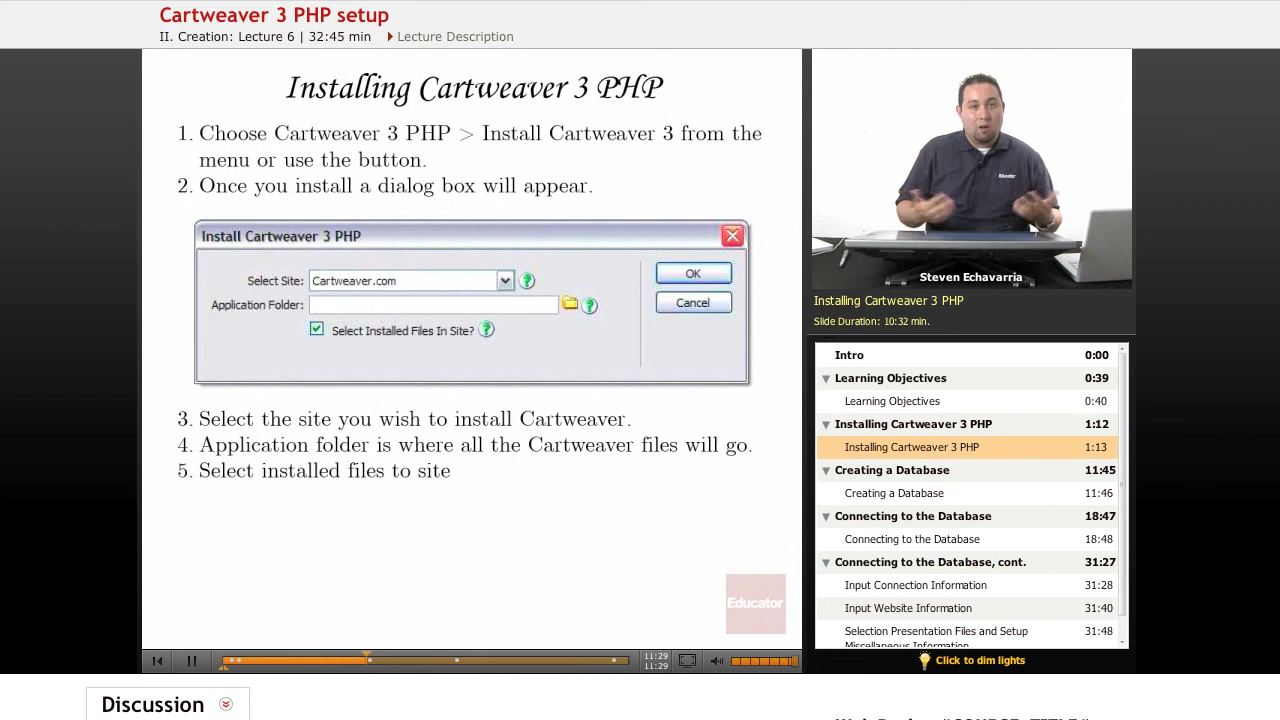 Cartweaver 3 PHP setup
II. Creation: Lecture 6 | 32:45 min
Lecture Description
Installing Cartweaver 3 PHP
1. Choose Cartweaver 3 PHP > Install Cartweaver 3 from the
menu or use the button.
2. Once you install a dialog box will appear.
Install Cartweaver 3 PHP
Select Site: Cartweaver.com
OK
Application Folder:
Cancel
Select Installed Files In Site?
3. Select the site you wish to install Cartweaver.
4. Application folder is where all the Cartweaver files will go.
5. Select installed files to site
Educator
11:29
11:29
Educator
Steven Echavarria
Installing Cartweaver 3 PHP
Slide Duration: 10:32 min.
Intro 0:00
Learning Objectives 0:39
Learning Objectives 0:40
Installing Cartweaver 3 PHP 1:12
Installing Cartweaver 3 PHP 1:13
Creating a Database 11:45
Creating a Database 11:46
Connecting to the Database 18:47
Connecting to the Database 18:48
Connecting to the Database, cont. 31:27
Input Connection Information 31:28
Input Website Information 31:40
Selection Presentation Files and Setup 31:48
Miscellaneous Information
Click to dim lights
Discussion